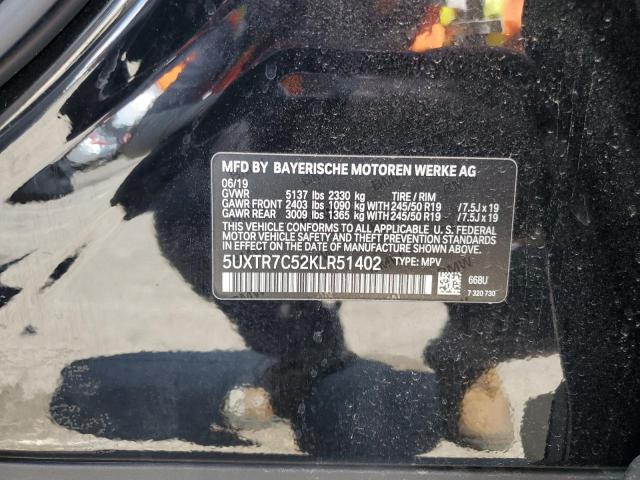 MFD BY BAYERISCHE MOTOREN WERKE AG
06/19
GVWR 5137 lbs 2330 kg TIRE / RIM
GAWR FRONT 2403 lbs 1090 kg WITH 245/50 R19 / 7.5J x 19
GAWR REAR 3009 lbs 1365 kg WITH 245/50 R19 / 7.5J x 19
THIS VEHICLE CONFORMS TO ALL APPLICABLE U. S. FEDERAL
MOTOR VEHICLE SAFETY STANDARDS IN EFFECT ON THE DATE OF
MANUFACTURE SHOWN ABOVE.
5UXTR7C52KLR51402 TYPE: MPV
668U
7 320 730